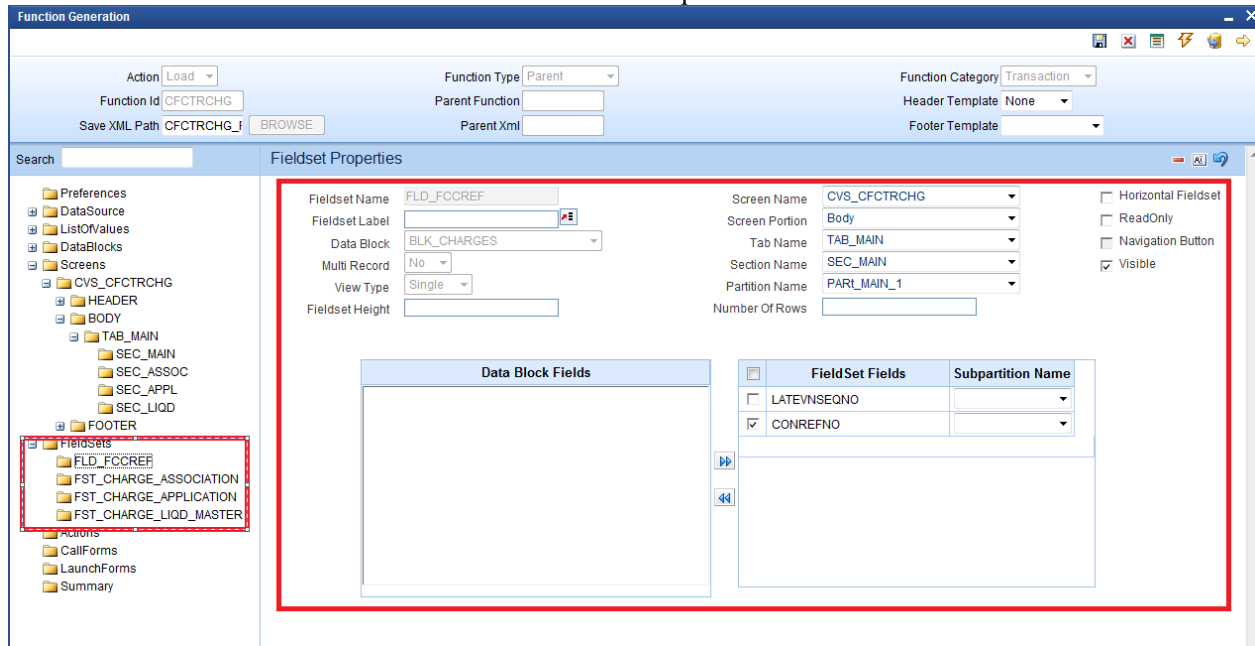 Function Generation
Action Load Function Type Parent Function Category Transaction
Function Id CFCTRCHG Parent Function Header Template None
Save XML Path CFCTRCHG_F BROWSE Parent Xml Footer Template
Search Fieldset Properties
Preferences
DataSource
ListOfValues
DataBlocks
Screens
CVS_CFCTRCHG
HEADER
BODY
TAB_MAIN
SEC_MAIN
SEC_ASSOC
SEC_APPL
SEC_LIQD
FOOTER
FieldSets
FLD_FCCREF
FST_CHARGE_ASSOCIATION
FST_CHARGE_APPLICATION
FST_CHARGE_LIQD_MASTER
Actions
CallForms
LaunchForms
Summary
Fieldset Name FLD_FCCREF Screen Name CVS_CFCTRCHG Horizontal Fieldset
Fieldset Label Screen Portion Body ReadOnly
Data Block BLK_CHARGES Tab Name TAB_MAIN Navigation Button
Multi Record No Section Name SEC_MAIN Visible
View Type Single Partition Name PARt_MAIN_1
Fieldset Height Number Of Rows
Data Block Fields FieldSet Fields Subpartition Name
LATEVNSEQNO
CONREFNO